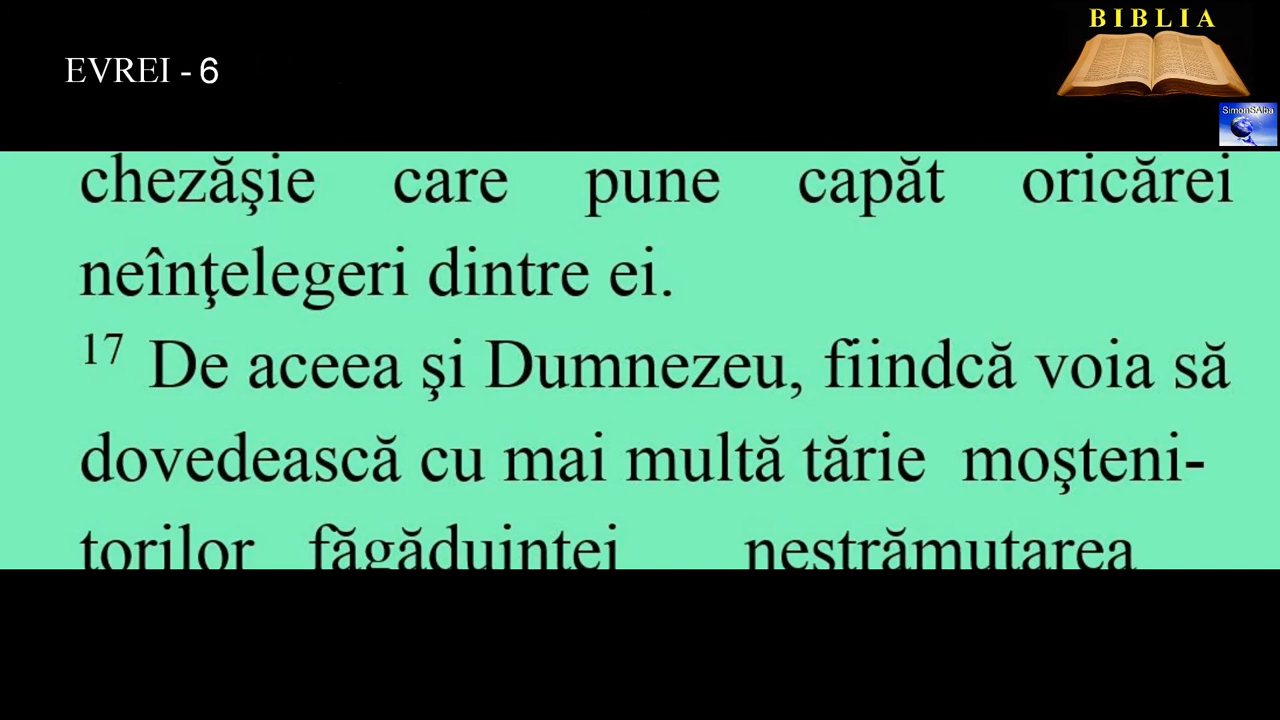 BIBLIA
EVREI - 6
SimonSAlba
chezăşie care pune capăt oricărei
neînţelegeri dintre ei.
17 De aceea şi Dumnezeu, fiindcă voia să
dovedească cu mai multă tărie moşteni-
torilor făgăduinţei nestrămutarea